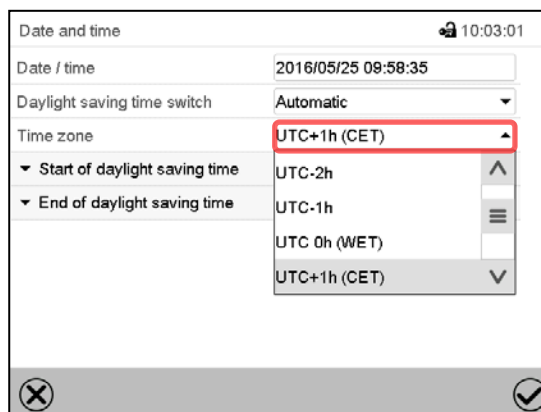 Date and time 10:03:01
Date / time 2016/05/25 09:58:35
Daylight saving time switch Automatic
Time zone UTC+1h (CET)
Start of daylight saving time
End of daylight saving time
UTC-2h
UTC-1h
UTC 0h (WET)
UTC+1h (CET)